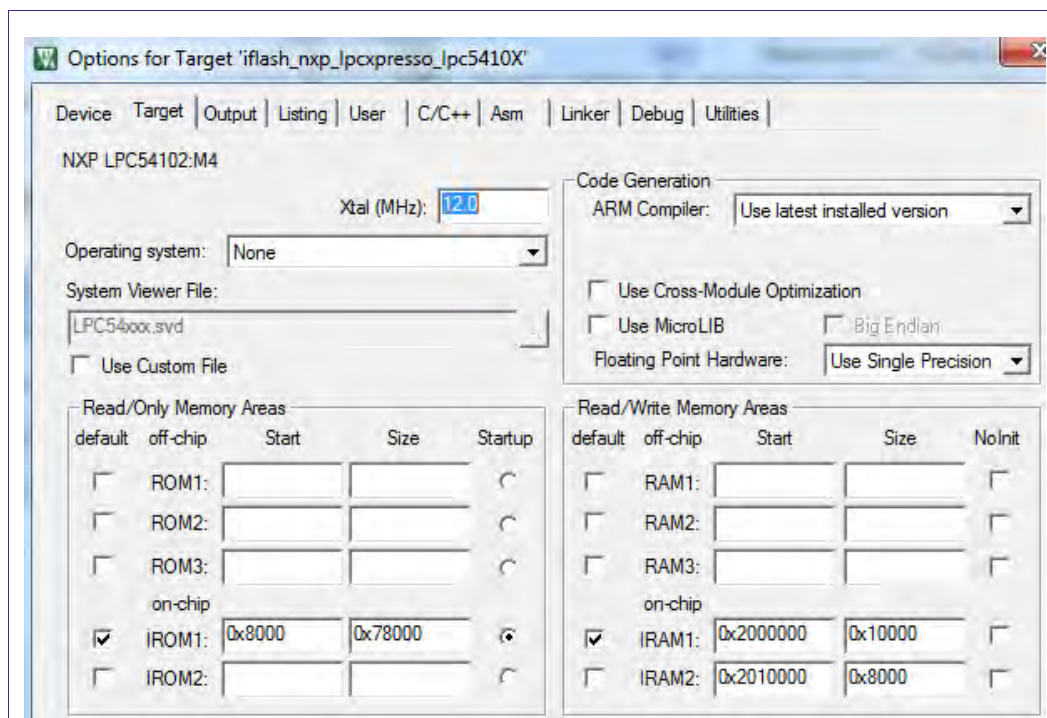 Options for Target 'iflash_nxp_lpcxpresso_lpc5410X'
Device Target Output Listing User C/C++ Asm Linker Debug Utilities
NXP LPC54102:M4
Xtal (MHz): 12.0
Operating system: None
System Viewer File:
LPC54xxx.svd
Use Custom File
Code Generation
ARM Compiler: Use latest installed version
Use Cross-Module Optimization
Use MicroLIB Big Endian
Floating Point Hardware: Use Single Precision
Read/Only Memory Areas
default off-chip Start Size Startup
ROM1:
ROM2:
ROM3:
on-chip
IROM1: 0x8000 0x78000
IROM2:
Read/Write Memory Areas
default off-chip Start Size NoInit
RAM1:
RAM2:
RAM3:
on-chip
IRAM1: 0x2000000 0x10000
IRAM2: 0x2010000 0x8000